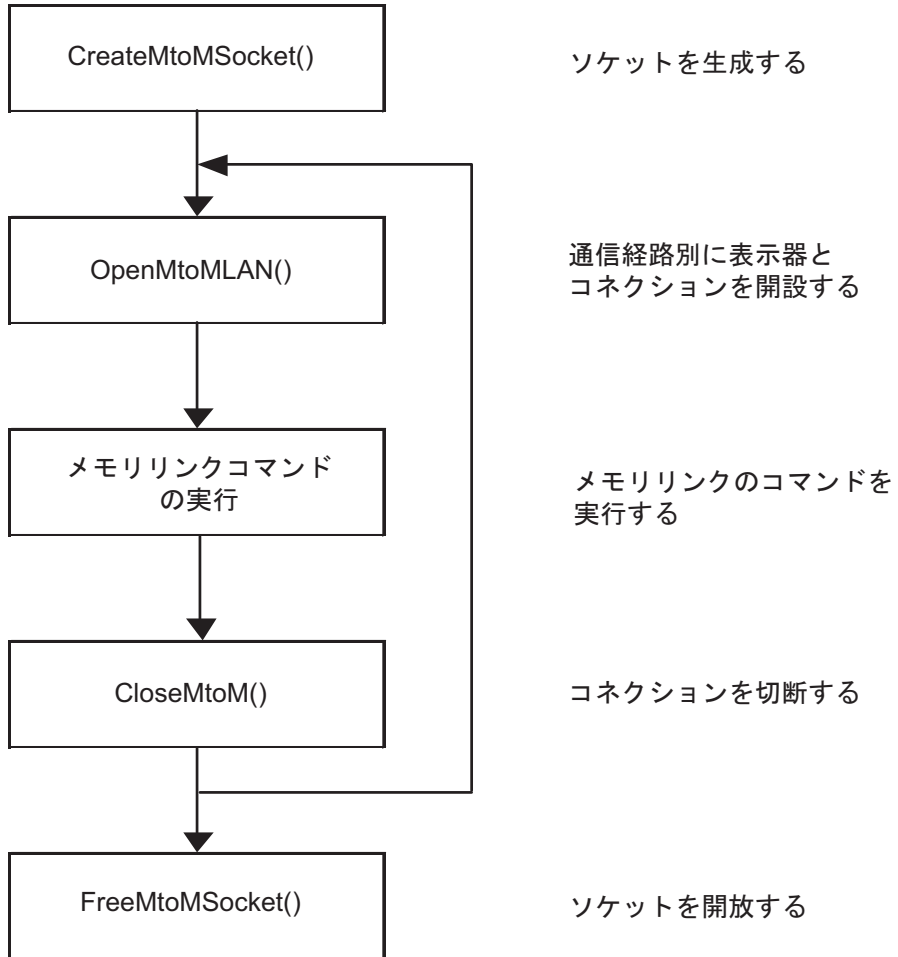 CreateMtoMSocket()
ソケットを生成する
OpenMtoMLAN()
通信経路別に表示器と
コネクションを開設する
メモリリンクコマンド
の実行
メモリリンクのコマンドを
実行する
CloseMtoM()
コネクションを切断する
FreeMtoMSocket()
ソケットを開放する